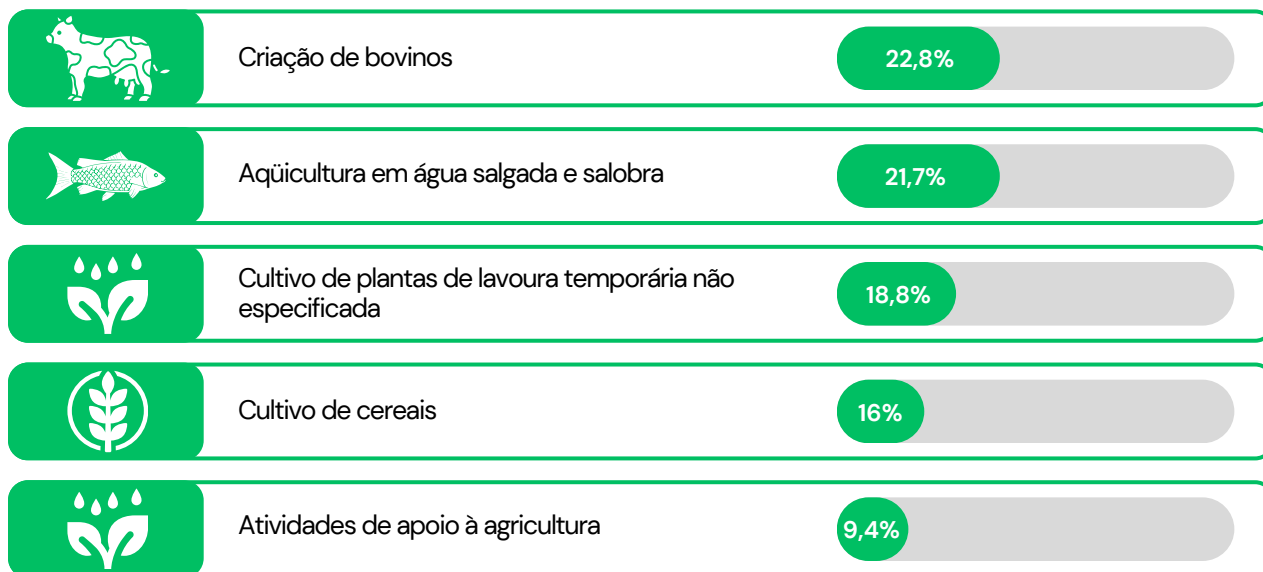 Criação de bovinos
22,8%
Aqüicultura em água salgada e salobra
21,7%
Cultivo de plantas de lavoura temporária não
especificada
18,8%
Cultivo de cereais
16%
Atividades de apoio à agricultura
9,4%